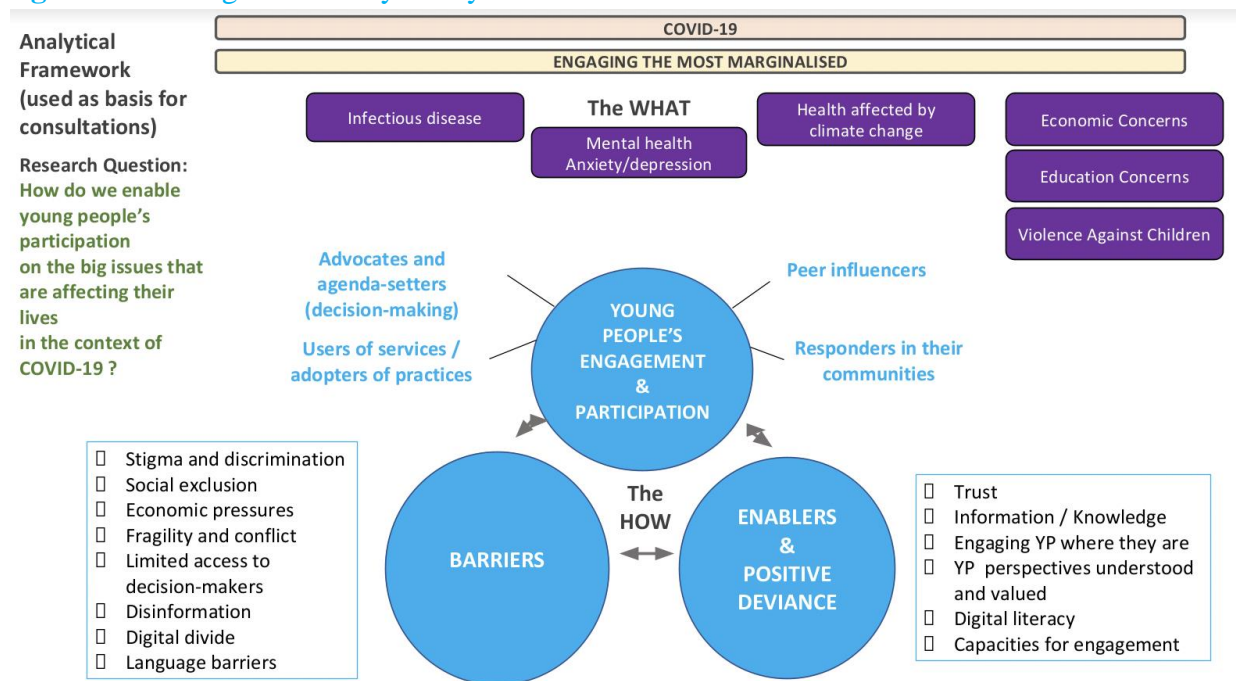 COVID-19
ENGAGING THE MOST MARGINALISED
Analytical
Framework
(used as basis for
consultations)
Research Question:
How do we enable
young people's
participation
on the big issues that
are affecting their
lives
in the context of
COVID-19 ?
The WHAT
Infectious disease
Mental health
Anxiety/depression
Health affected by
climate change
Economic Concerns
Education Concerns
Violence Against Children
Advocates and
agenda-setters
(decision-making)
Users of services /
adopters of practices
Peer influencers
Responders in their
communities
YOUNG
PEOPLE'S
ENGAGEMENT
&
PARTICIPATION
The
HOW
BARRIERS
ENABLERS
&
POSITIVE
DEVIANCE
Stigma and discrimination
Social exclusion
Economic pressures
Fragility and conflict
Limited access to
decision-makers
Disinformation
Digital divide
Language barriers
Trust
Information / Knowledge
Engaging YP where they are
YP perspectives understood
and valued
Digital literacy
Capacities for engagement